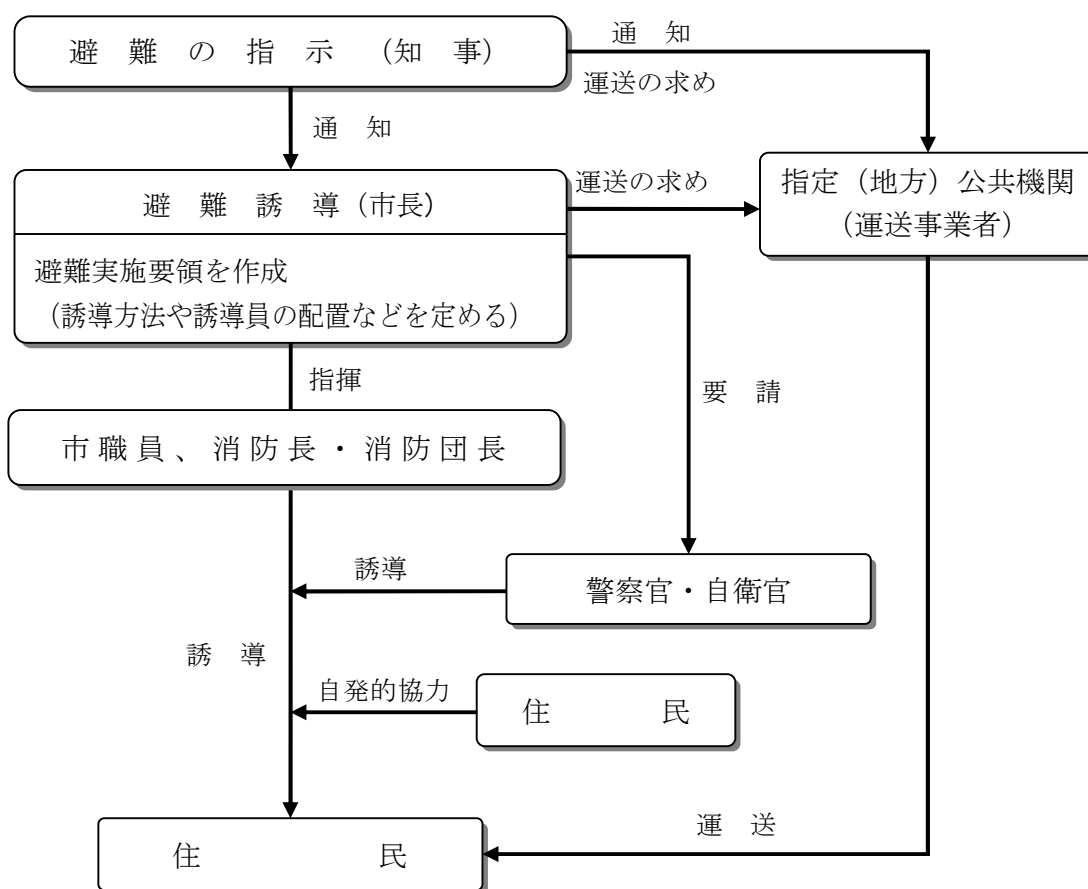 避難の指示（知事）
通知
運送の求め
通知
避難誘導（市長）
運送の求め
指定（地方）公共機関
（運送事業者）
避難実施要領を作成
（誘導方法や誘導員の配置などを定める）
指揮
要請
市職員、消防長・消防団長
誘導
警察官・自衛官
誘導
自発的協力
住民
運送
住民